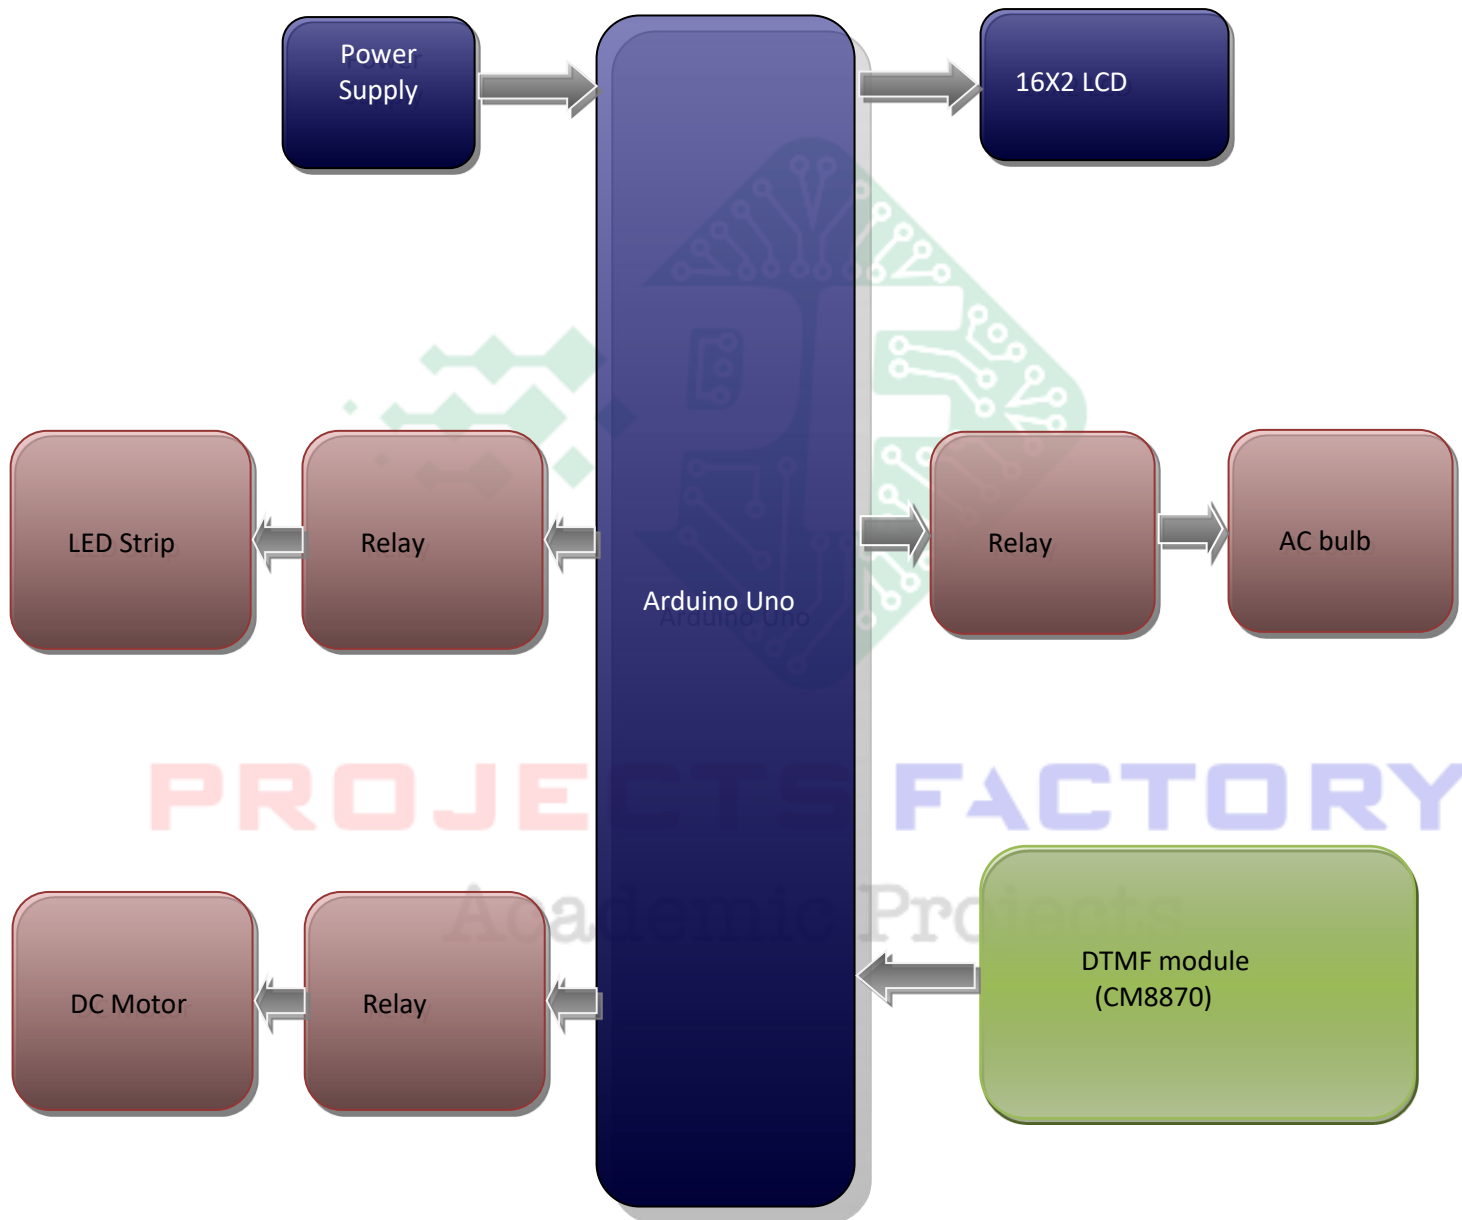 Power
Supply
16X2 LCD
LED Strip
Relay
Arduino Uno
Relay
AC bulb
PROJECTS FACTORY
Academic Projects
DC Motor
Relay
DTMF module
(CM8870)